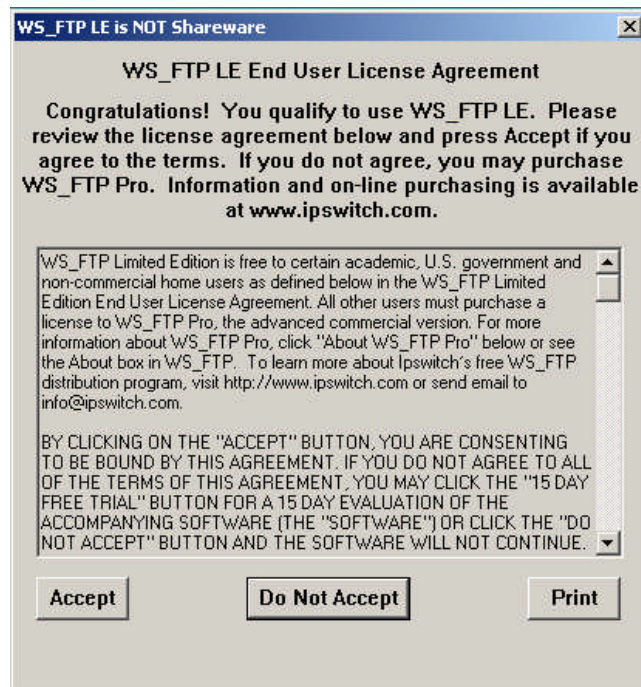 WS_FTP LE is NOT Shareware
WS_FTP LE End User License Agreement
Congratulations! You qualify to use WS_FTP LE. Please
review the license agreement below and press Accept if you
agree to the terms. If you do not agree, you may purchase
WS_FTP Pro. Information and on-line purchasing is available
at www.ipswitch.com.
WS_FTP Limited Edition is free to certain academic, U.S. government and
non-commercial home users as defined below in the WS_FTP Limited
Edition End User License Agreement. All other users must purchase a
license to WS_FTP Pro, the advanced commercial version. For more
information about WS_FTP Pro, click "About WS_FTP Pro" below or see
the About box in WS_FTP. To learn more about Ipswitch's free WS_FTP
distribution program, visit http://www.ipswitch.com or send email to
info@ipswitch.com.
BY CLICKING ON THE "ACCEPT" BUTTON, YOU ARE CONSENTING
TO BE BOUND BY THIS AGREEMENT. IF YOU DO NOT AGREE TO ALL
OF THE TERMS OF THIS AGREEMENT, YOU MAY CLICK THE "15 DAY
FREE TRIAL" BUTTON FOR A 15 DAY EVALUATION OF THE
ACCOMPANYING SOFTWARE (THE "SOFTWARE") OR CLICK THE "DO
NOT ACCEPT" BUTTON AND THE SOFTWARE WILL NOT CONTINUE.
Accept
Do Not Accept
Print